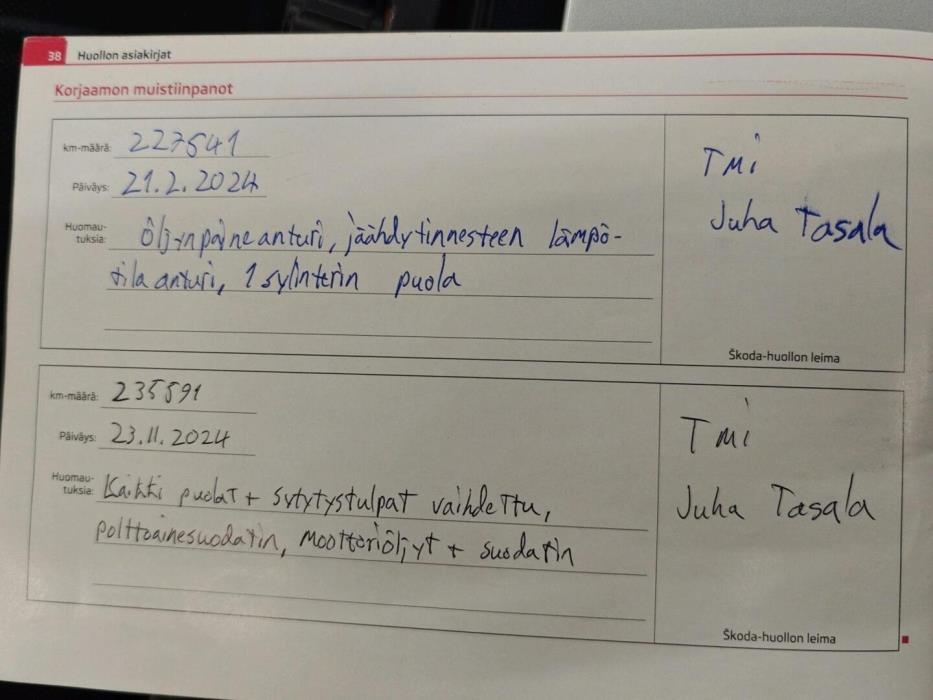 38 Huollon asiakirjat
Korjaamon muistiinpanot
km-määrä: 227541
Päiväys: 21.2.2024
Huomau-
tuksia: Öljynpaineanturi, jäähdytinnesteen lämpö-
tila anturi, 1 sylinterin puola
Tmi
Juha Tasala
Škoda-huollon leima
km-määrä: 235591
Päiväys: 23.11.2024
Huomau-
tuksia: Kaikki puolat + sytytystulpat vaihdettu,
polttoainesuodatin, moottoriöljyt + suodatin
Tmi
Juha Tasala
Škoda-huollon leima